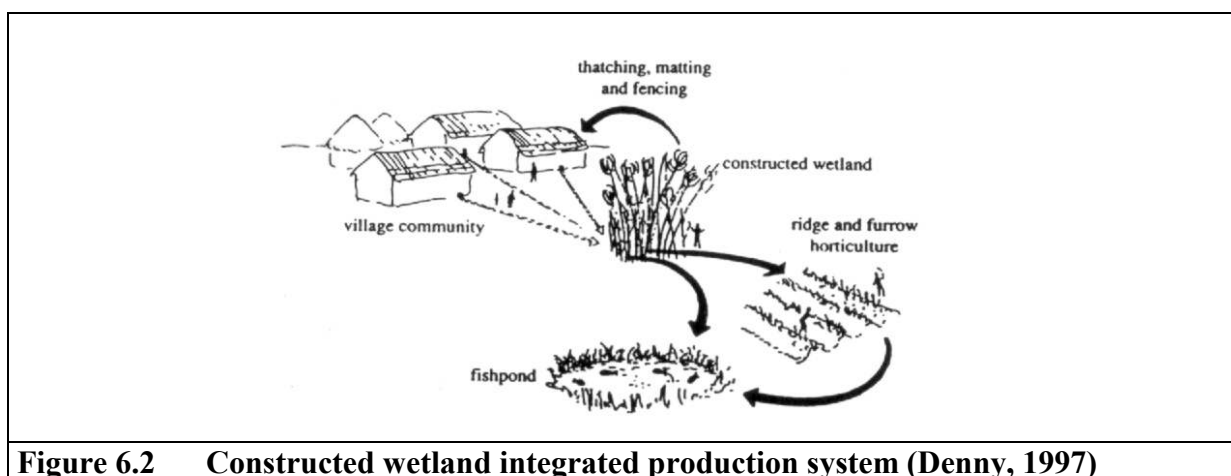 thatching, matting
and fencing
constructed wetland
village community
ridge and furrow
horticulture
fishpond
Figure 6.2 Constructed wetland integrated production system (Denny, 1997)